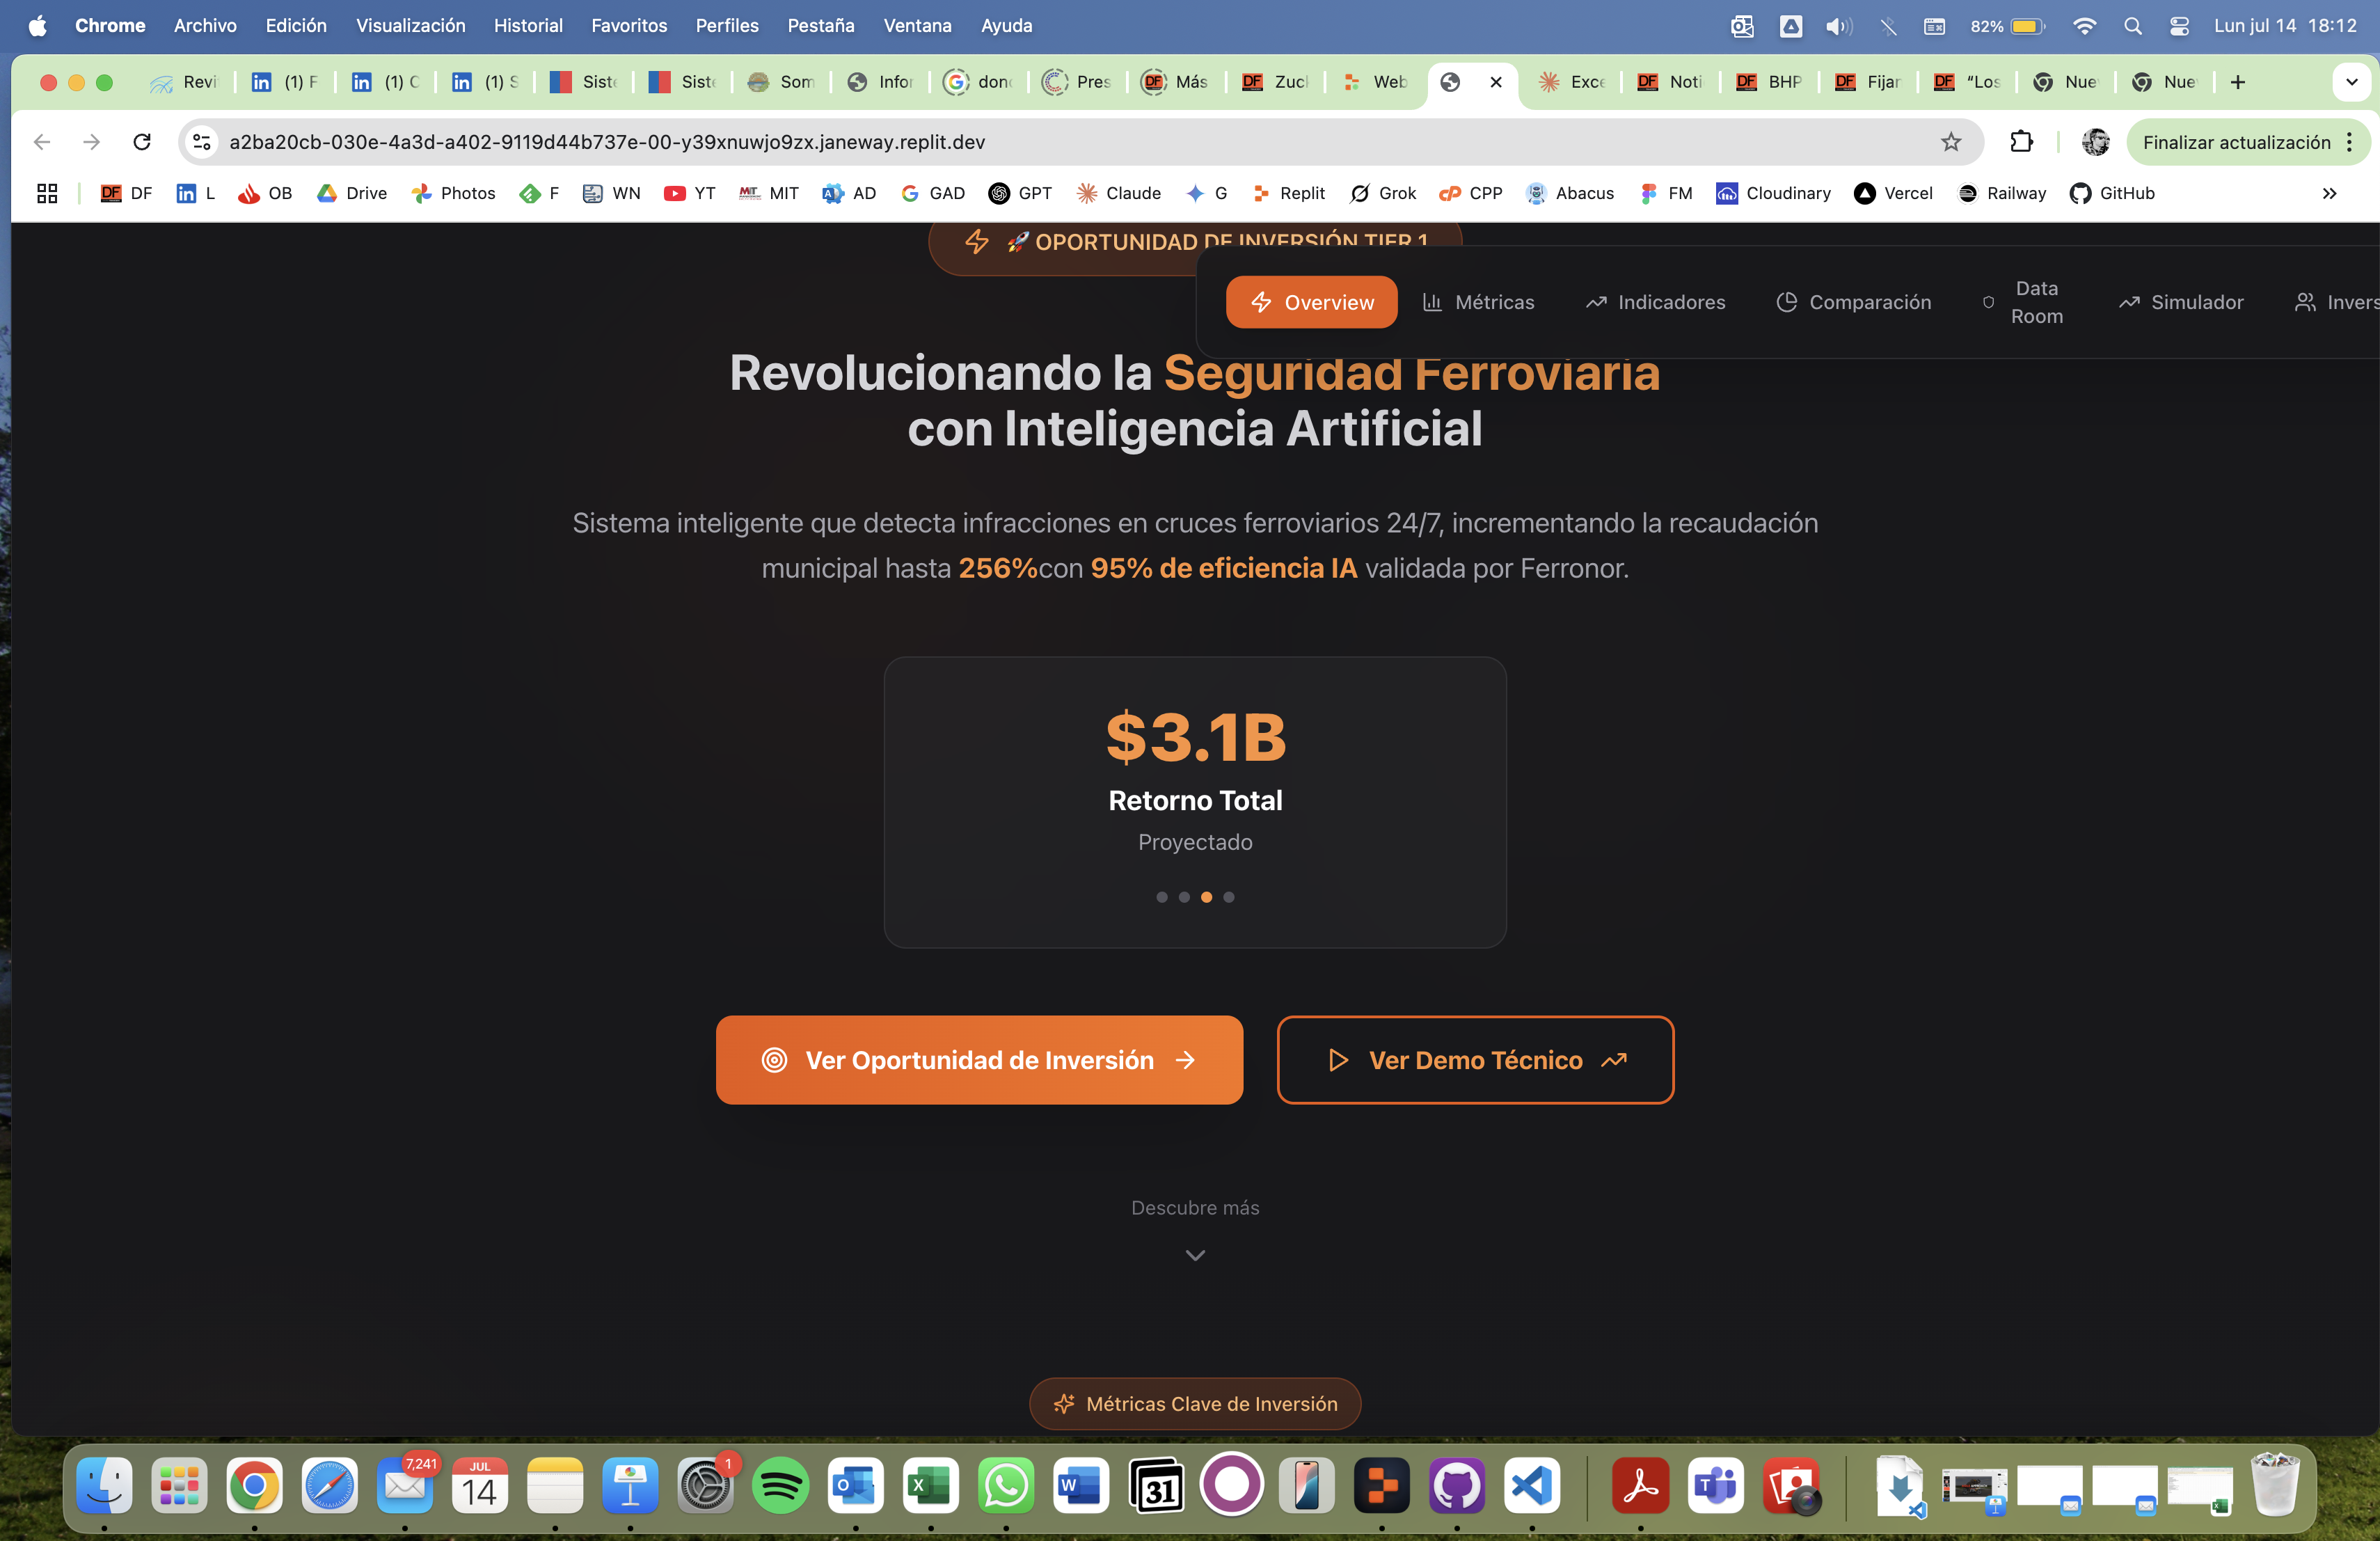 Chrome Archivo Edición Visualización Historial Favoritos Perfiles Pestaña Ventana Ayuda
82% Lun jul 14 18:12
Revi (1) F (1) C (1) S Siste Siste Som Infor dond Pres Más Zuck Web Exce Noti BHP Fijar "Los Nue Nue
a2ba20cb-030e-4a3d-a402-9119d44b737e-00-y39xnuwjo9zx.janeway.replit.dev
Finalizar actualización
DF L OB Drive Photos F WN YT MIT AD GAD GPT Claude G Replit Grok CPP Abacus FM Cloudinary Vercel Railway GitHub
🚀 OPORTUNIDAD DE INVERSIÓN TIER 1
Overview Métricas Indicadores Comparación Data Room Simulador Invers
Revolucionando la Seguridad Ferroviaria
con Inteligencia Artificial
Sistema inteligente que detecta infracciones en cruces ferroviarios 24/7, incrementando la recaudación
municipal hasta 256%con 95% de eficiencia IA validada por Ferronor.
$3.1B
Retorno Total
Proyectado
Ver Oportunidad de Inversión
Ver Demo Técnico
Descubre más
Métricas Clave de Inversión
7,241
JUL
14
1
31